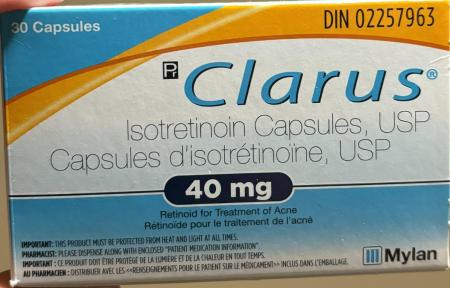 30 Capsules
DIN 02257963
Pr Clarus®
Isotretinoin Capsules, USP
Capsules d'isotrétinoïne, USP
40 mg
Retinoid for Treatment of Acne
Rétinoïde pour le traitement de l'acné
IMPORTANT: THIS PRODUCT MUST BE PROTECTED FROM HEAT AND LIGHT AT ALL TIMES.
PHARMACIST: PLEASE DISPENSE ALONG WITH ENCLOSED "PATIENT MEDICATION INFORMATION".
IMPORTANT : CE PRODUIT DOIT ÊTRE PROTÉGÉ DE LA LUMIÈRE ET DE LA CHALEUR EN TOUT TEMPS.
AU PHARMACIEN : DISTRIBUER AVEC LES <<RENSEIGNEMENTS POUR LE PATIENT SUR LE MÉDICAMENT>> INCLUS DANS L'EMBALLAGE.
Mylan